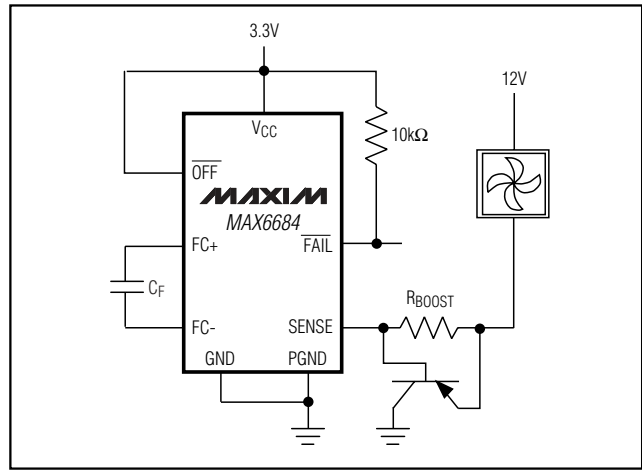 3.3V
12V
VCC
10kΩ
OFF
MAXIM
MAX6684
FC+
FAIL
CF
RBOOST
FC-
SENSE
GND
PGND